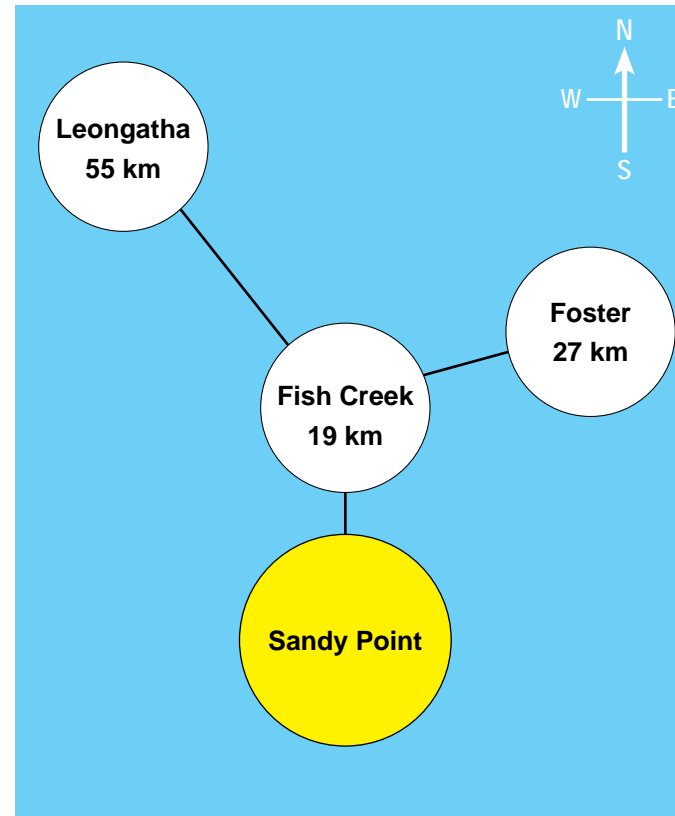 N
W
E
S
Leongatha
55 km
Foster
27 km
Fish Creek
19 km
Sandy Point